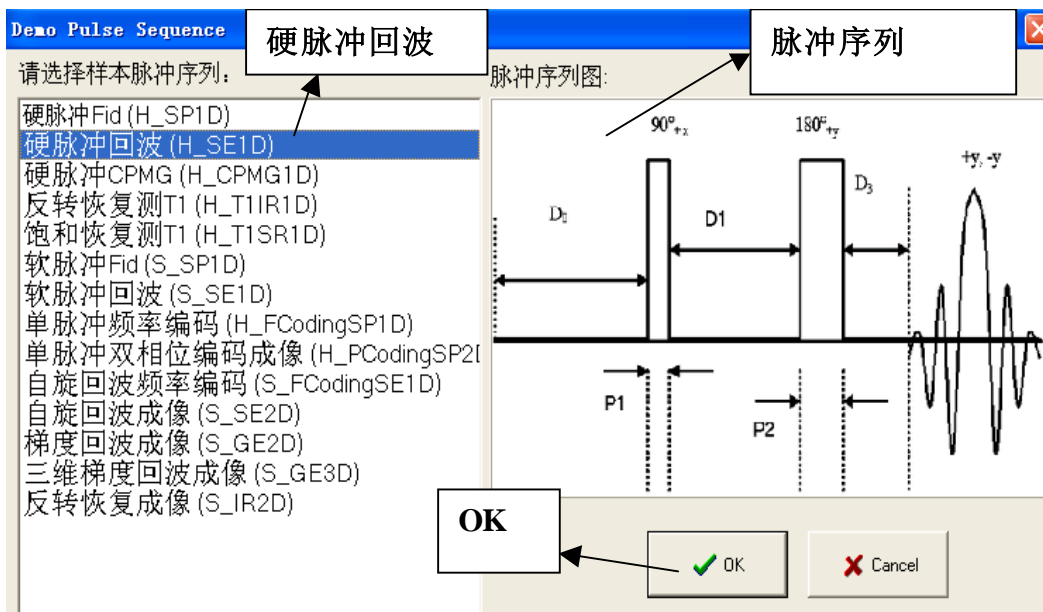 Demo Pulse Sequence
硬脉冲回波
脉冲序列
请选择样本脉冲序列:
脉冲序列图:
硬脉冲Fid (H_SP1D)
硬脉冲回波 (H_SE1D)
硬脉冲CPMG (H_CPMG1D)
反转恢复测T1 (H_T1IR1D)
饱和恢复测T1 (H_T1SR1D)
软脉冲Fid (S_SP1D)
软脉冲回波 (S_SE1D)
单脉冲频率编码 (H_FCodingSP1D)
单脉冲双相位编码成像 (H_PCodingSP2D
自旋回波频率编码 (S_FCodingSE1D)
自旋回波成像 (S_SE2D)
梯度回波成像 (S_GE2D)
三维梯度回波成像 (S_GE3D)
反转恢复成像 (S_IR2D)
90°+x
180°+y
+y, -y
D0
D1
D3
P1
P2
OK
OK
Cancel